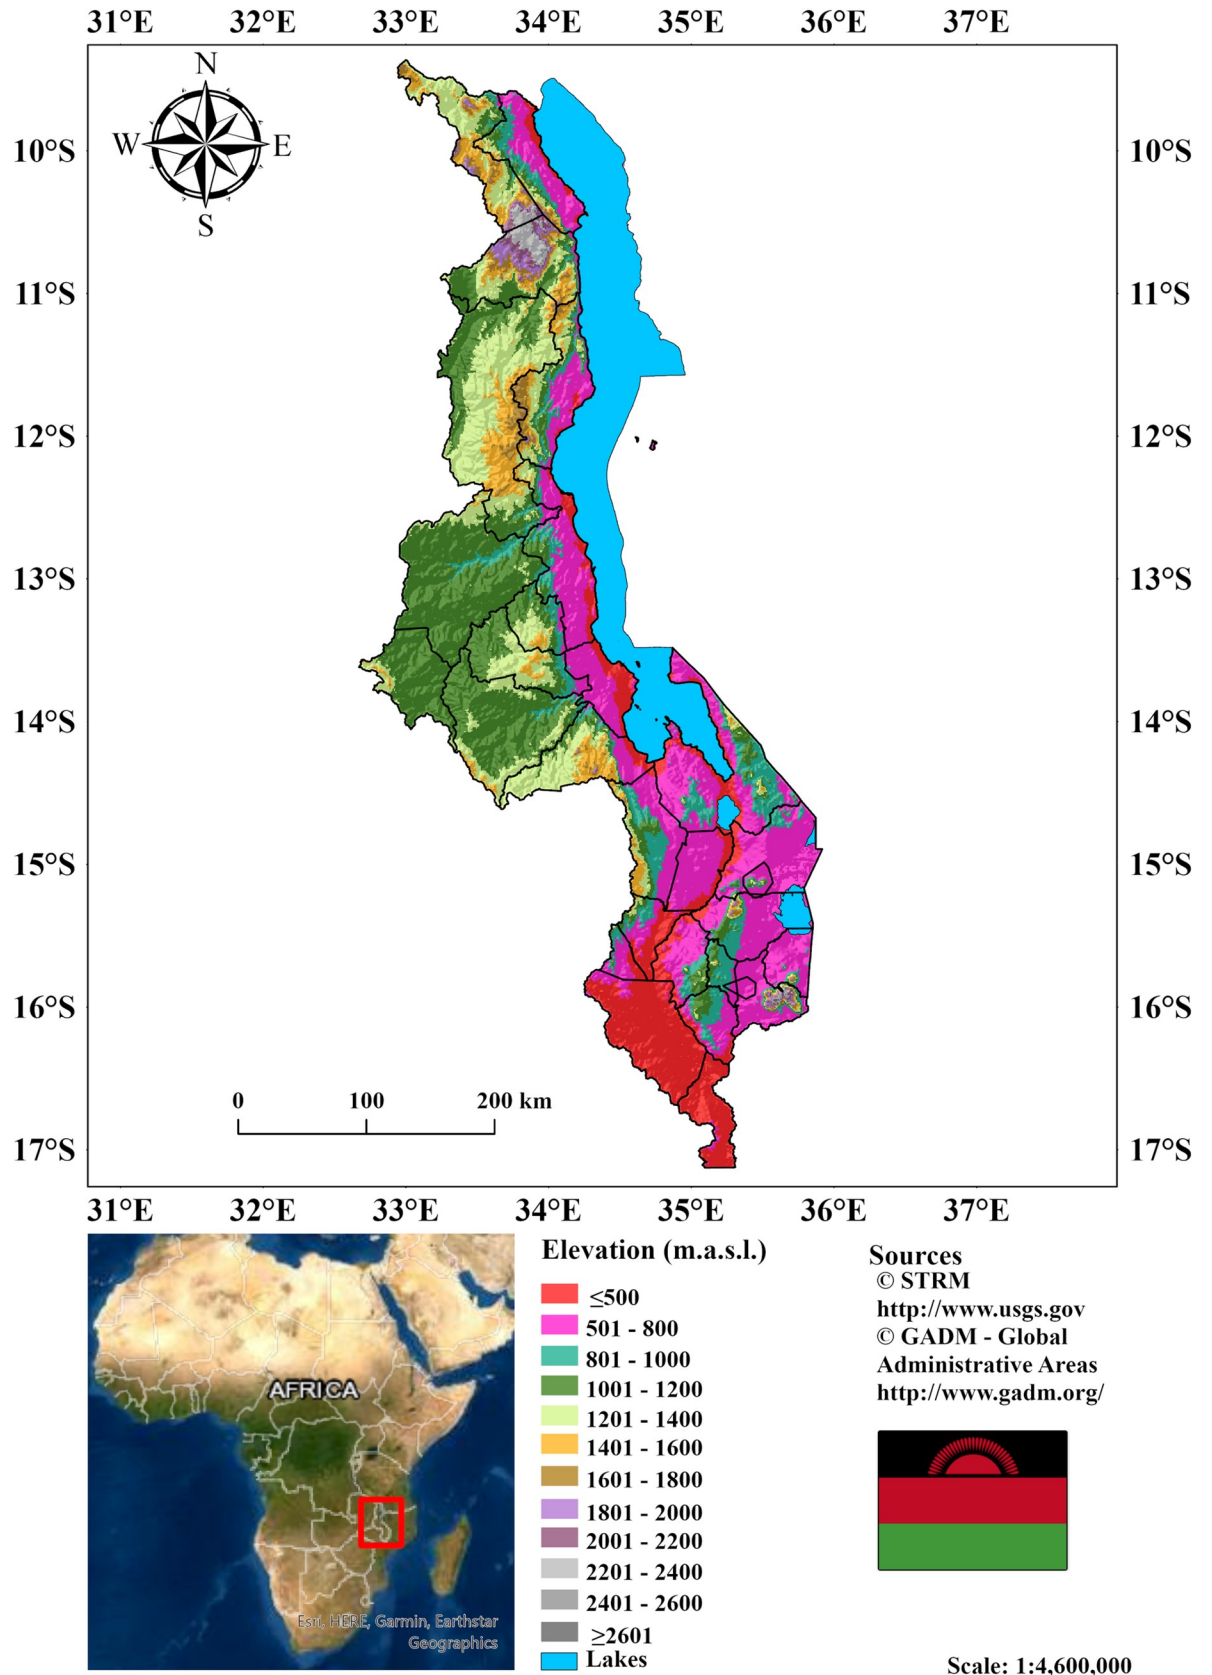 31°E 32°E 33°E 34°E 35°E 36°E 37°E
N
W E
S
10°S 10°S
11°S 11°S
12°S 12°S
13°S 13°S
14°S 14°S
15°S 15°S
16°S 16°S
17°S 17°S
0 100 200 km
31°E 32°E 33°E 34°E 35°E 36°E 37°E
AFRICA
Esri, HERE, Garmin, Earthstar
Geographics
Elevation (m.a.s.l.)
≤500
501 - 800
801 - 1000
1001 - 1200
1201 - 1400
1401 - 1600
1601 - 1800
1801 - 2000
2001 - 2200
2201 - 2400
2401 - 2600
≥2601
Lakes
Sources
© STRM
http://www.usgs.gov
© GADM - Global
Administrative Areas
http://www.gadm.org/
Scale: 1:4,600,000